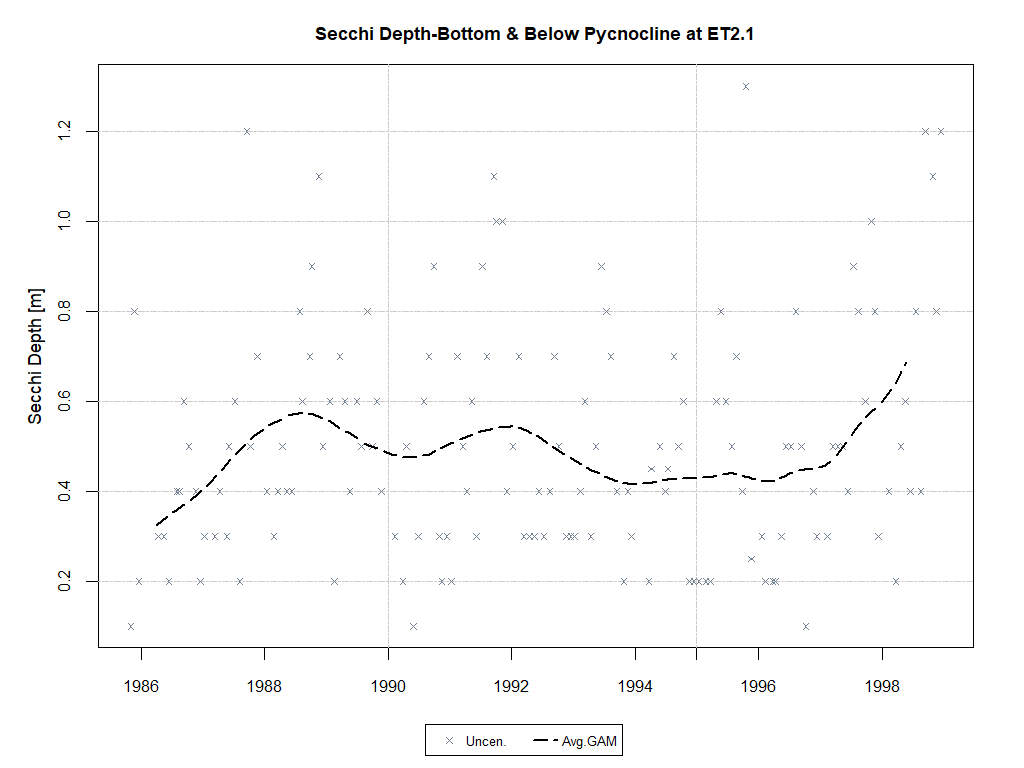 Secchi Depth-Bottom & Below Pycnocline at ET2.1
Secchi Depth [m]
1.2
1.0
0.8
0.6
0.4
0.2
1986 1988 1990 1992 1994 1996 1998
Uncen. Avg.GAM